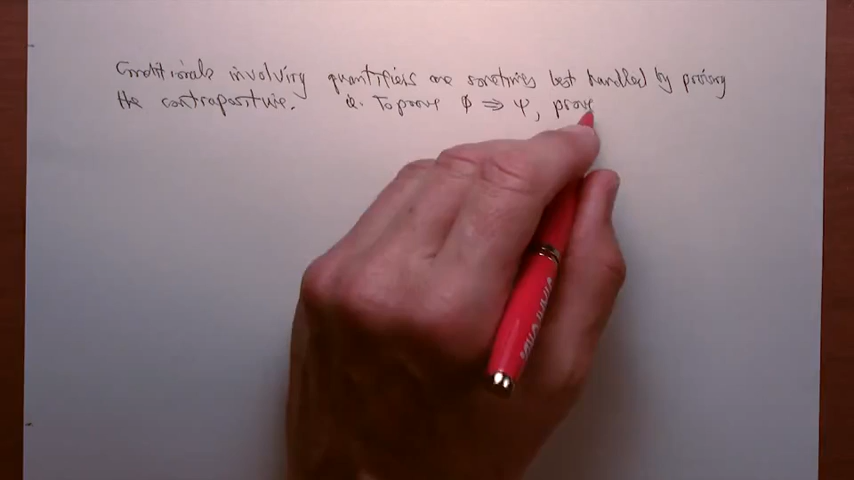 Conditionals involving quantifiers are sometimes best handled by proving
the contrapositive. ie. To prove φ ⇒ ψ, prove